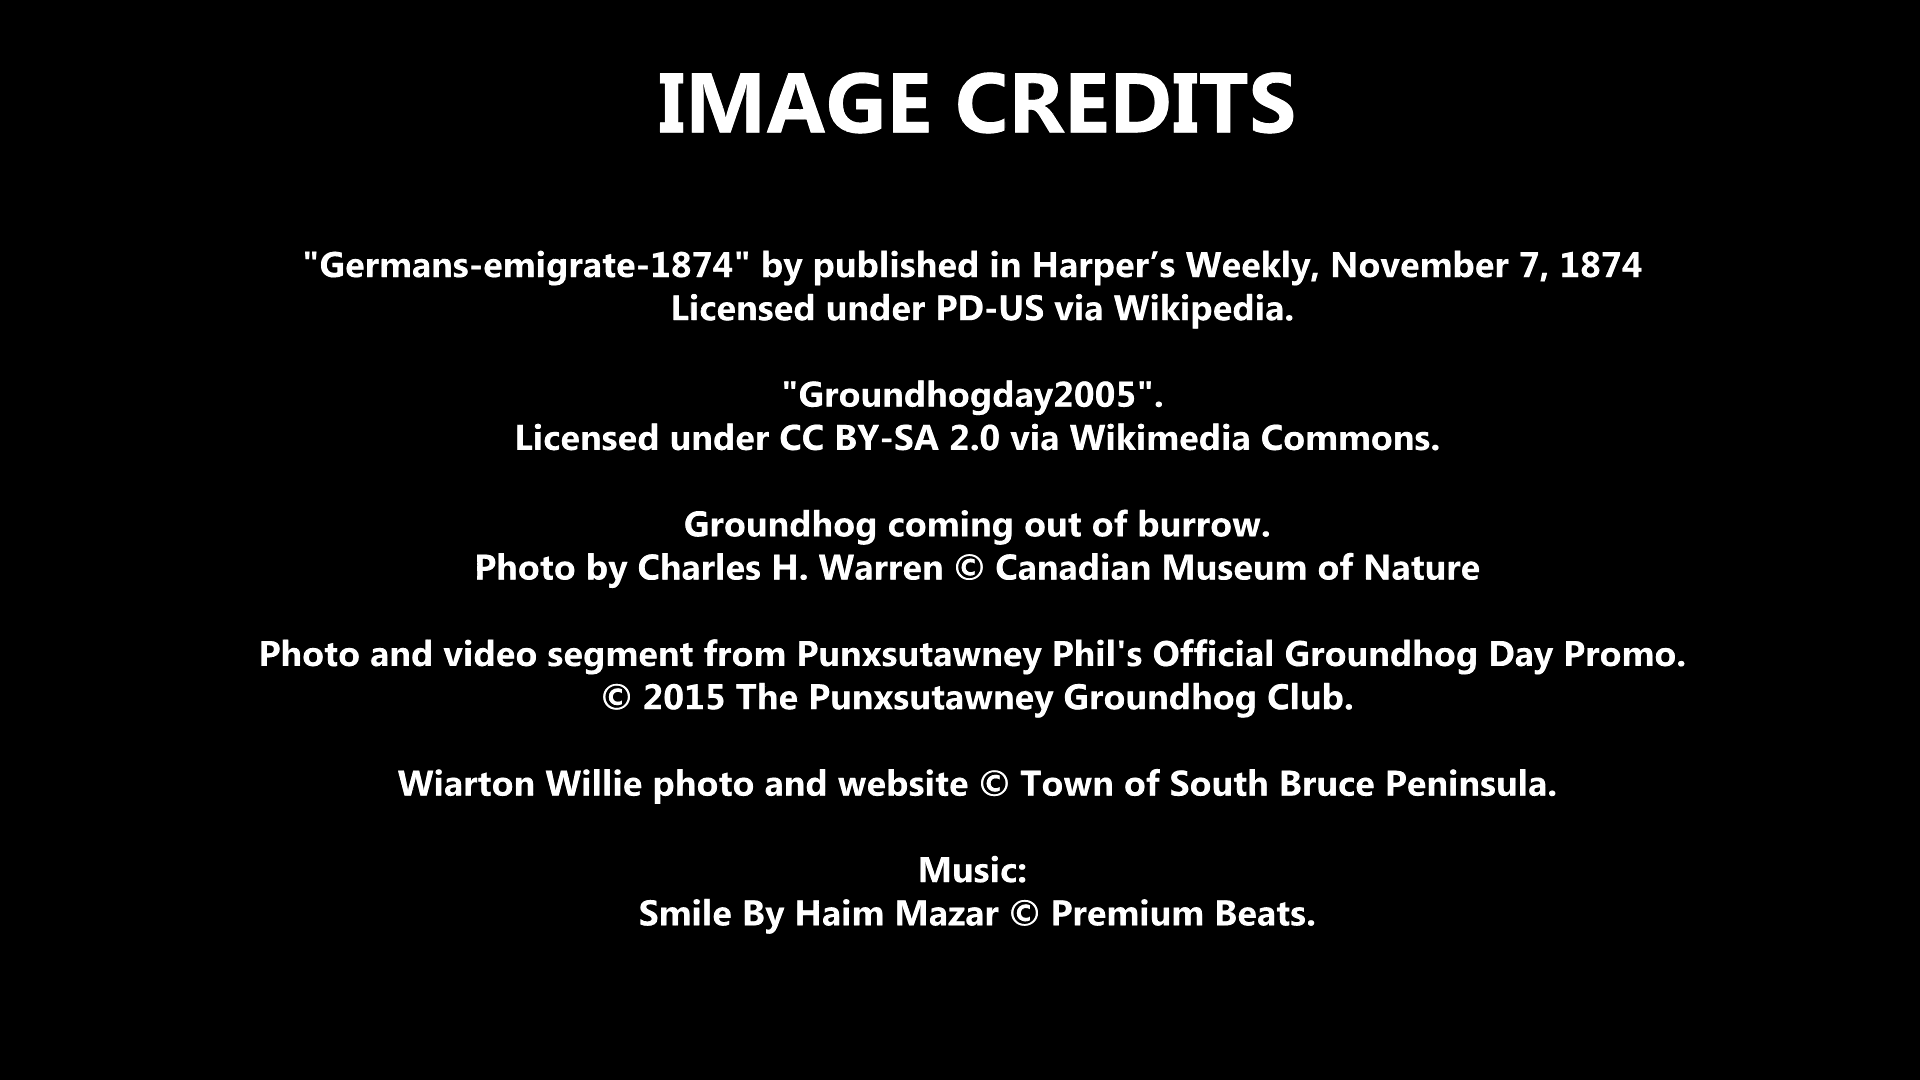 IMAGE CREDITS
"Germans-emigrate-1874" by published in Harper’s Weekly, November 7, 1874
Licensed under PD-US via Wikipedia.
"Groundhogday2005".
Licensed under CC BY-SA 2.0 via Wikimedia Commons.
Groundhog coming out of burrow.
Photo by Charles H. Warren © Canadian Museum of Nature
Photo and video segment from Punxsutawney Phil's Official Groundhog Day Promo.
© 2015 The Punxsutawney Groundhog Club.
Wiarton Willie photo and website © Town of South Bruce Peninsula.
Music:
Smile By Haim Mazar © Premium Beats.